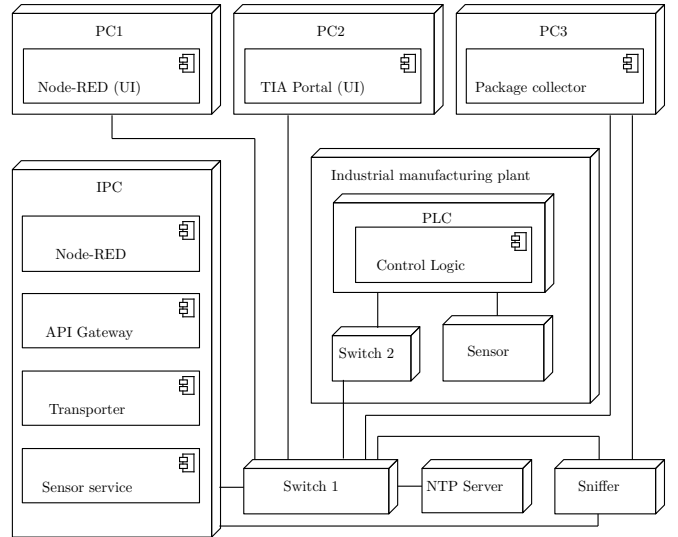 PC1
Node-RED (UI)
PC2
TIA Portal (UI)
PC3
Package collector
IPC
Node-RED
API Gateway
Transporter
Sensor service
Industrial manufacturing plant
PLC
Control Logic
Switch 2
Sensor
Switch 1
NTP Server
Sniffer